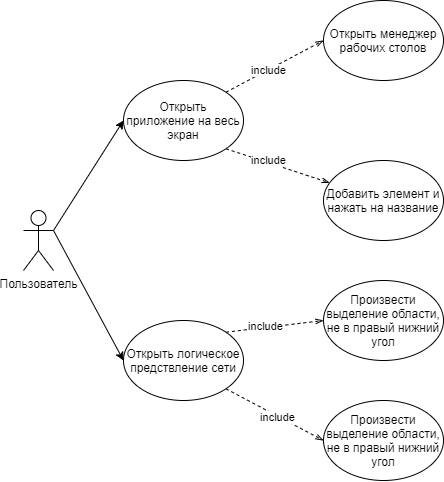 Открыть менеджер
рабочих столов
include
Открыть
приложение на весь
экран
include
Добавить элемент и
нажать на название
Пользователь
Произвести
выделение области,
не в правый нижний
угол
include
Открыть логическое
предствление сети
include
Произвести
выделение области,
не в правый нижний
угол